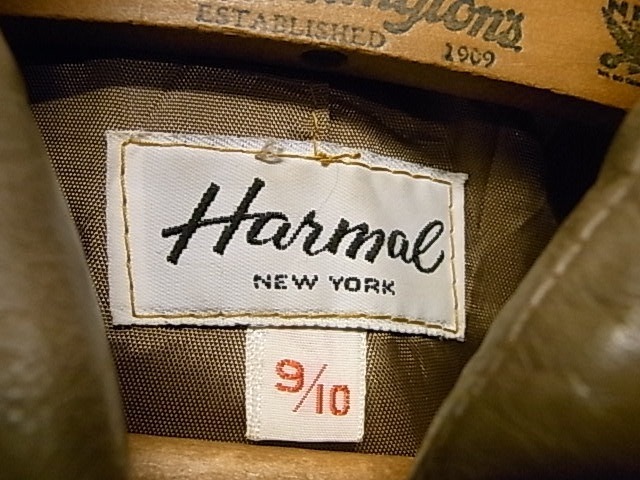 ESTABLISHED 1909
Harmal
NEW YORK
9/10